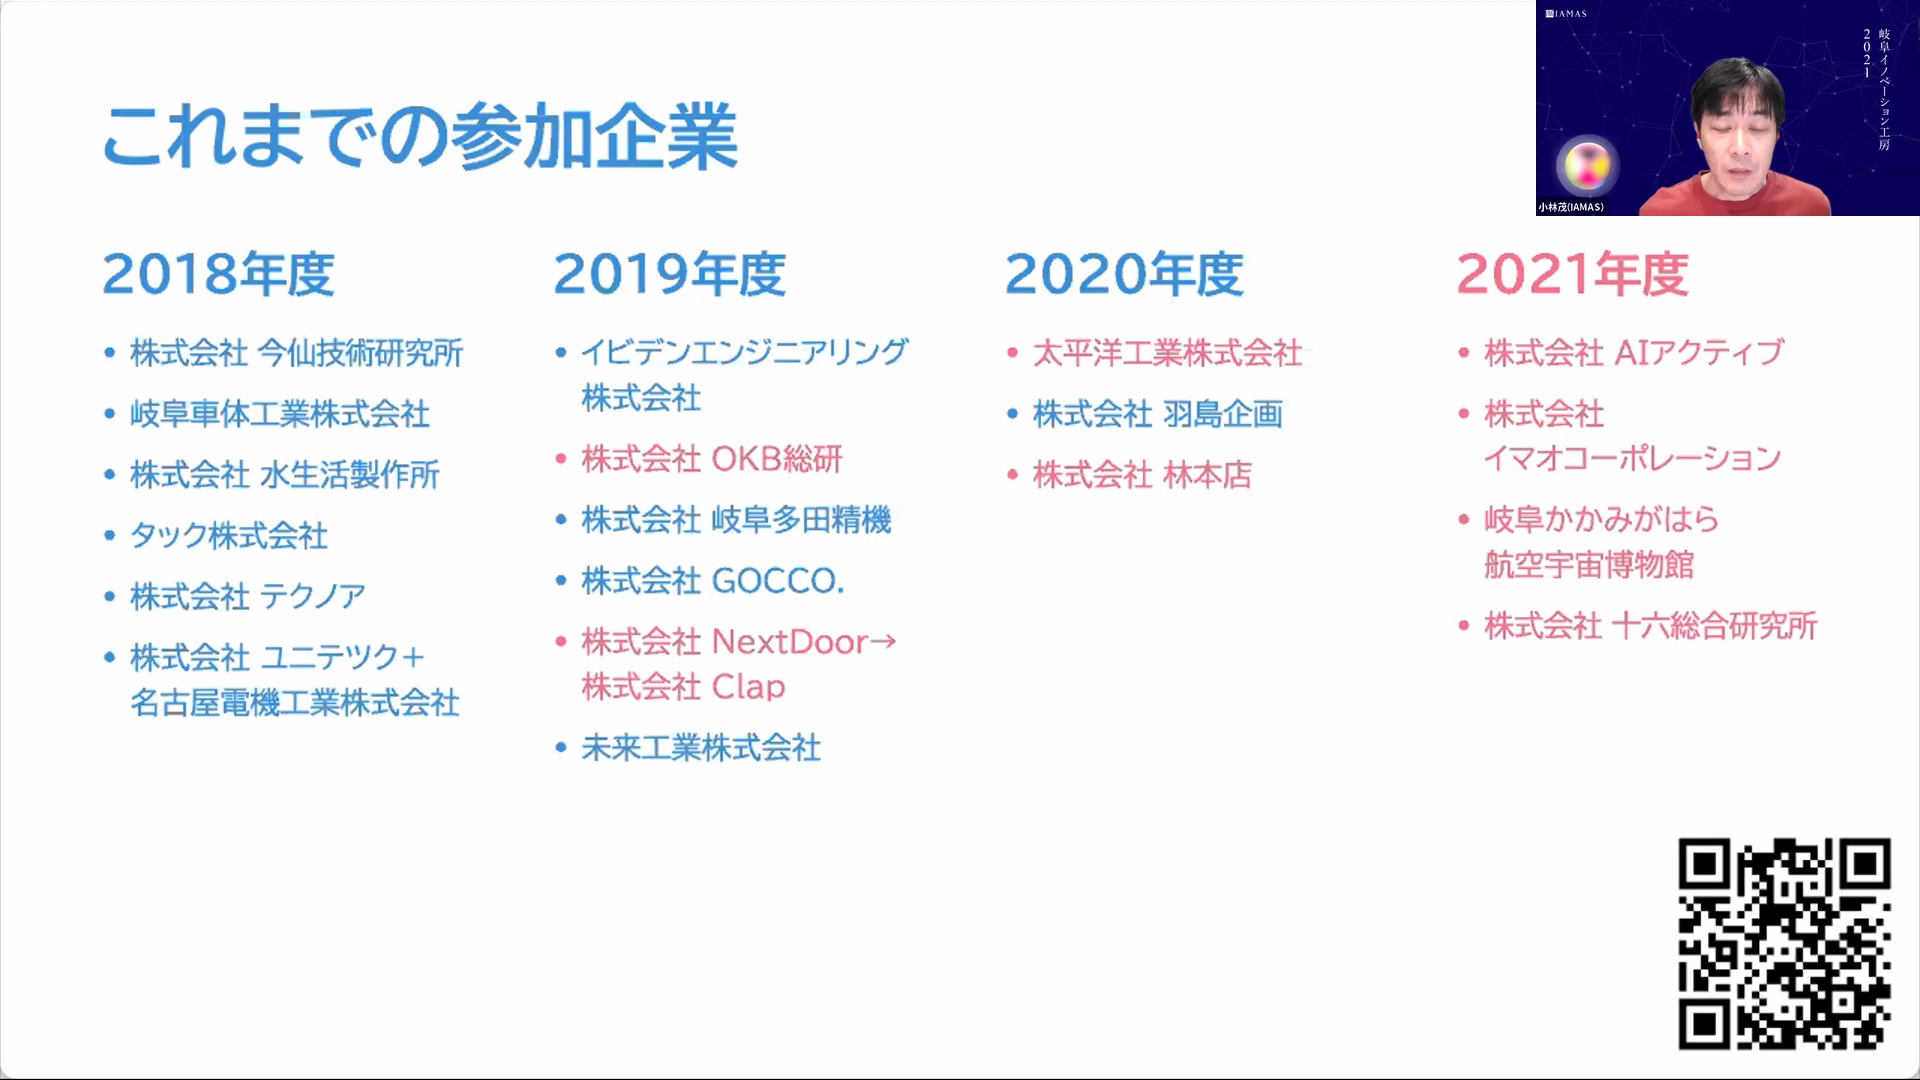 これまでの参加企業
2018年度
• 株式会社 今仙技術研究所
• 岐阜車体工業株式会社
• 株式会社 水生活製作所
• タック株式会社
• 株式会社 テクノア
• 株式会社 ユニテツク＋
名古屋電機工業株式会社
2019年度
• イビデンエンジニアリング
株式会社
• 株式会社 OKB総研
• 株式会社 岐阜多田精機
• 株式会社 GOCCO.
• 株式会社 NextDoor→
株式会社 Clap
• 未来工業株式会社
2020年度
• 太平洋工業株式会社
• 株式会社 羽島企画
• 株式会社 林本店
2021年度
• 株式会社 AIアクティブ
• 株式会社
イマオコーポレーション
• 岐阜かかみがはら
航空宇宙博物館
• 株式会社 十六総合研究所
IAMAS
岐阜イノベーション工房
2021
小林茂(IAMAS)